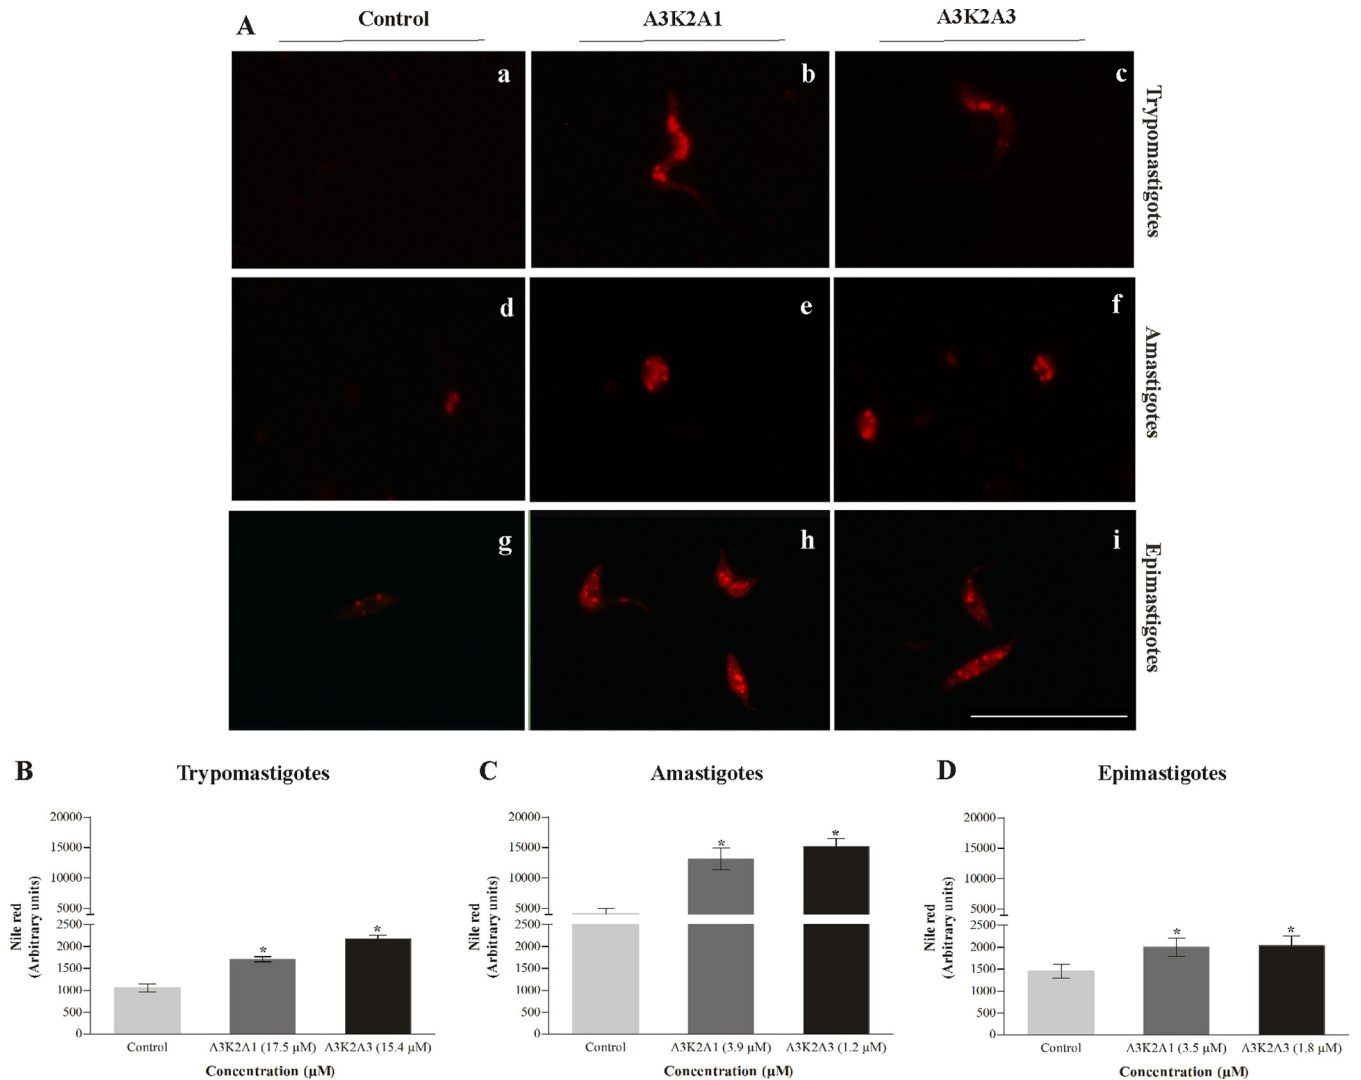 A
Control
A3K2A1
A3K2A3
a
b
c
Trypomastigotes
d
e
f
Amastigotes
g
h
i
Epimastigotes
B
Trypomastigotes
Nile red
(Arbitrary units)
20000
15000
10000
5000
2500
2000
1500
1000
500
0
*
*
Control
A3K2A1 (17.5 µM)
A3K2A3 (15.4 µM)
Concentration (µM)
C
Amastigotes
Nile red
(Arbitrary units)
20000
15000
10000
5000
2500
2000
1500
1000
500
0
*
*
Control
A3K2A1 (3.9 µM)
A3K2A3 (1.2 µM)
Concentration (µM)
D
Epimastigotes
Nile red
(Arbitrary units)
20000
15000
10000
5000
2500
2000
1500
1000
500
0
*
*
Control
A3K2A1 (3.5 µM)
A3K2A3 (1.8 µM)
Concentration (µM)